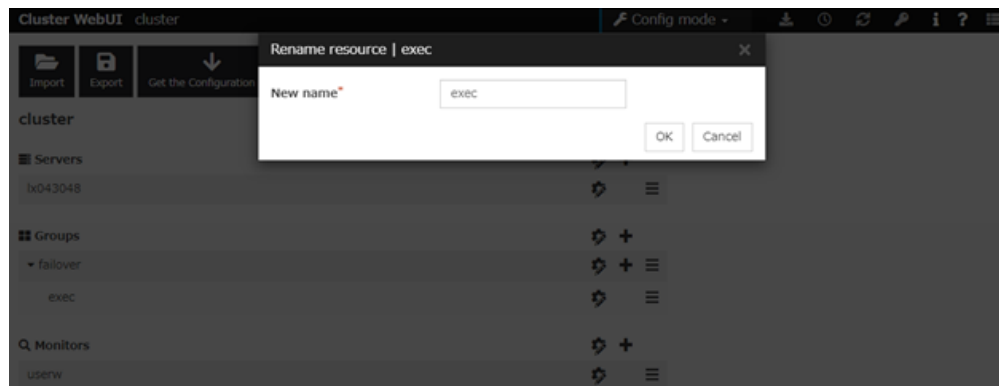 Cluster WebUI cluster Config mode
Rename resource | exec
Import Export Get the Configuration
New name* exec
OK Cancel
cluster
Servers
lx043048
Groups
failover
exec
Monitors
userw